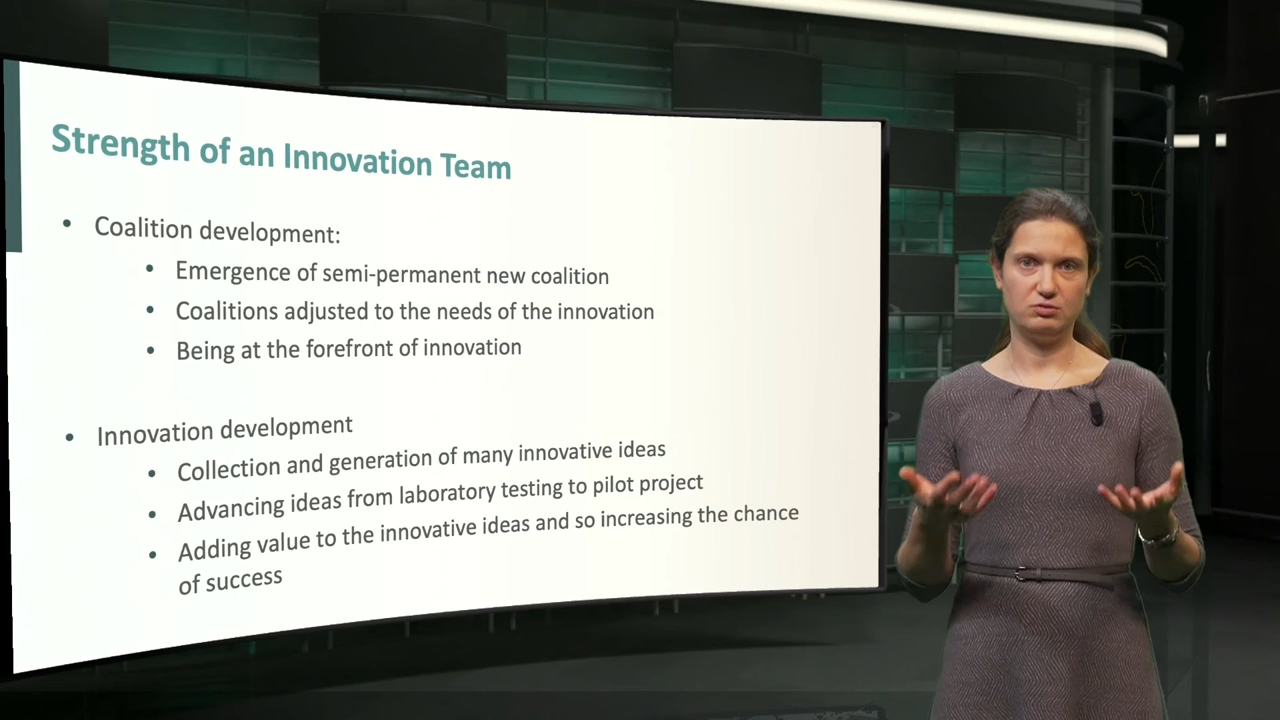 Strength of an Innovation Team
• Coalition development:
• Emergence of semi-permanent new coalition
• Coalitions adjusted to the needs of the innovation
• Being at the forefront of innovation
• Innovation development
• Collection and generation of many innovative ideas
• Advancing ideas from laboratory testing to pilot project
• Adding value to the innovative ideas and so increasing the chance
of success